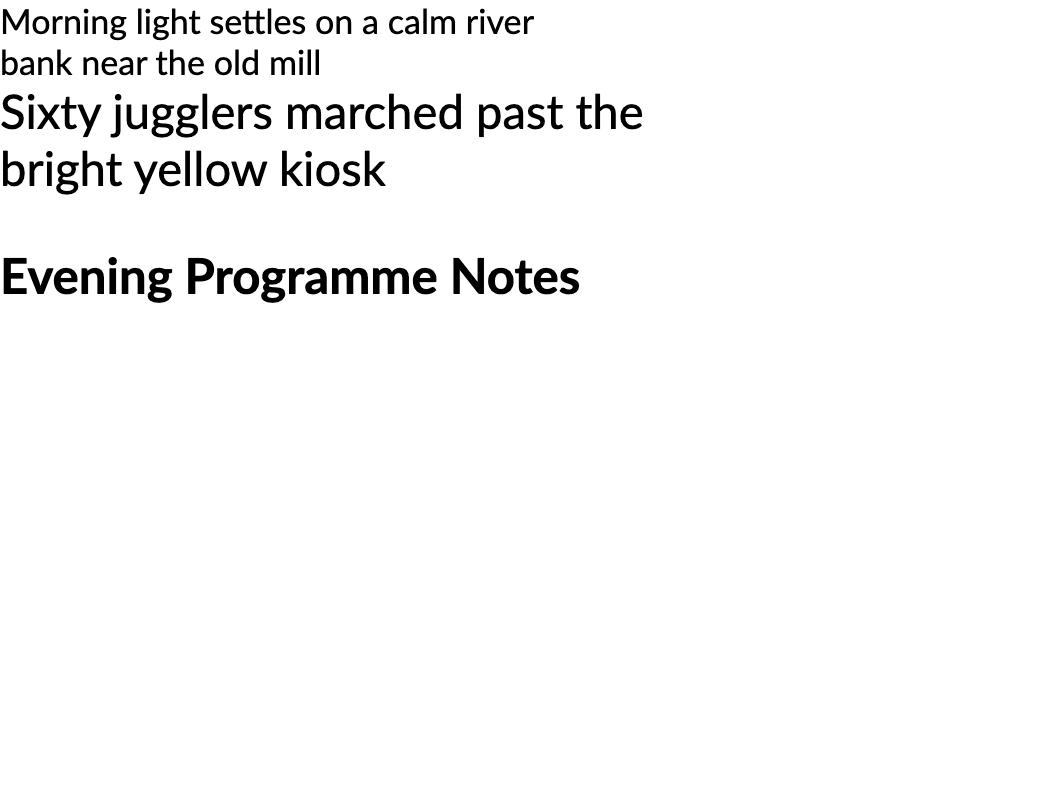 Morning light settles on a calm river
bank near the old mill
Sixty jugglers marched past the
bright yellow kiosk
Evening Programme Notes